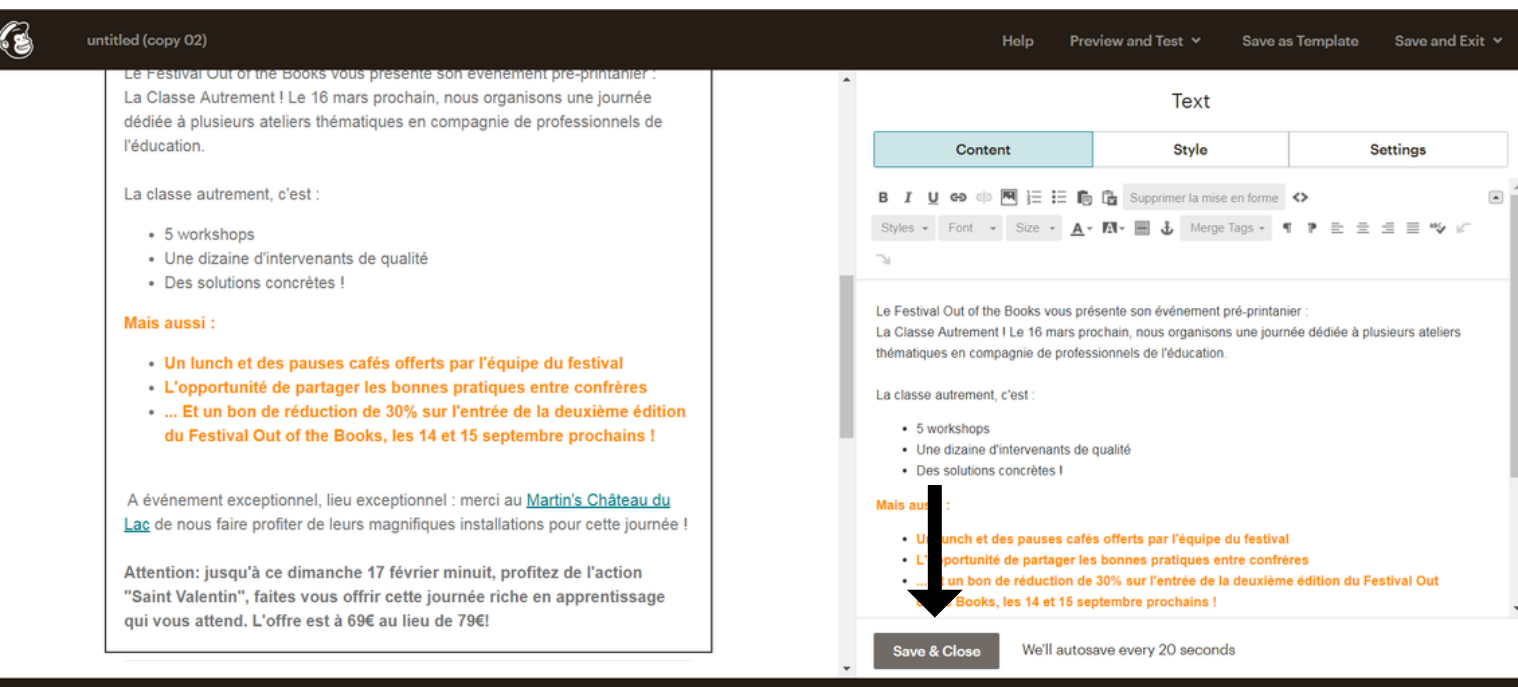 untitled (copy 02)
Help Preview and Test Save as Template Save and Exit
Le Festival Out of the Books vous présente son événement pré-printanier :
La Classe Autrement ! Le 16 mars prochain, nous organisons une journée
dédiée à plusieurs ateliers thématiques en compagnie de professionnels de
l'éducation.
La classe autrement, c'est :
• 5 workshops
• Une dizaine d'intervenants de qualité
• Des solutions concrètes !
Mais aussi :
• Un lunch et des pauses cafés offerts par l'équipe du festival
• L'opportunité de partager les bonnes pratiques entre confrères
• ... Et un bon de réduction de 30% sur l'entrée de la deuxième édition
du Festival Out of the Books, les 14 et 15 septembre prochains !
A événement exceptionnel, lieu exceptionnel : merci au Martin's Château du
Lac de nous faire profiter de leurs magnifiques installations pour cette journée !
Attention: jusqu'à ce dimanche 17 février minuit, profitez de l'action
"Saint Valentin", faites vous offrir cette journée riche en apprentissage
qui vous attend. L'offre est à 69€ au lieu de 79€!
Text
Content Style Settings
B I U Supprimer la mise en forme <>
Styles Font Size A A Merge Tags
Le Festival Out of the Books vous présente son événement pré-printanier :
La Classe Autrement ! Le 16 mars prochain, nous organisons une journée dédiée à plusieurs ateliers
thématiques en compagnie de professionnels de l'éducation.
La classe autrement, c'est :
• 5 workshops
• Une dizaine d'intervenants de qualité
• Des solutions concrètes !
Mais :
• lunch et des pauses cafés offerts par l'équipe du festival
• de partager les bonnes pratiques entre confrères
• un bon de réduction de 30% sur l'entrée de la deuxième édition du Festival Out
Books, les 14 et 15 septembre prochains !
Save & Close We'll autosave every 20 seconds